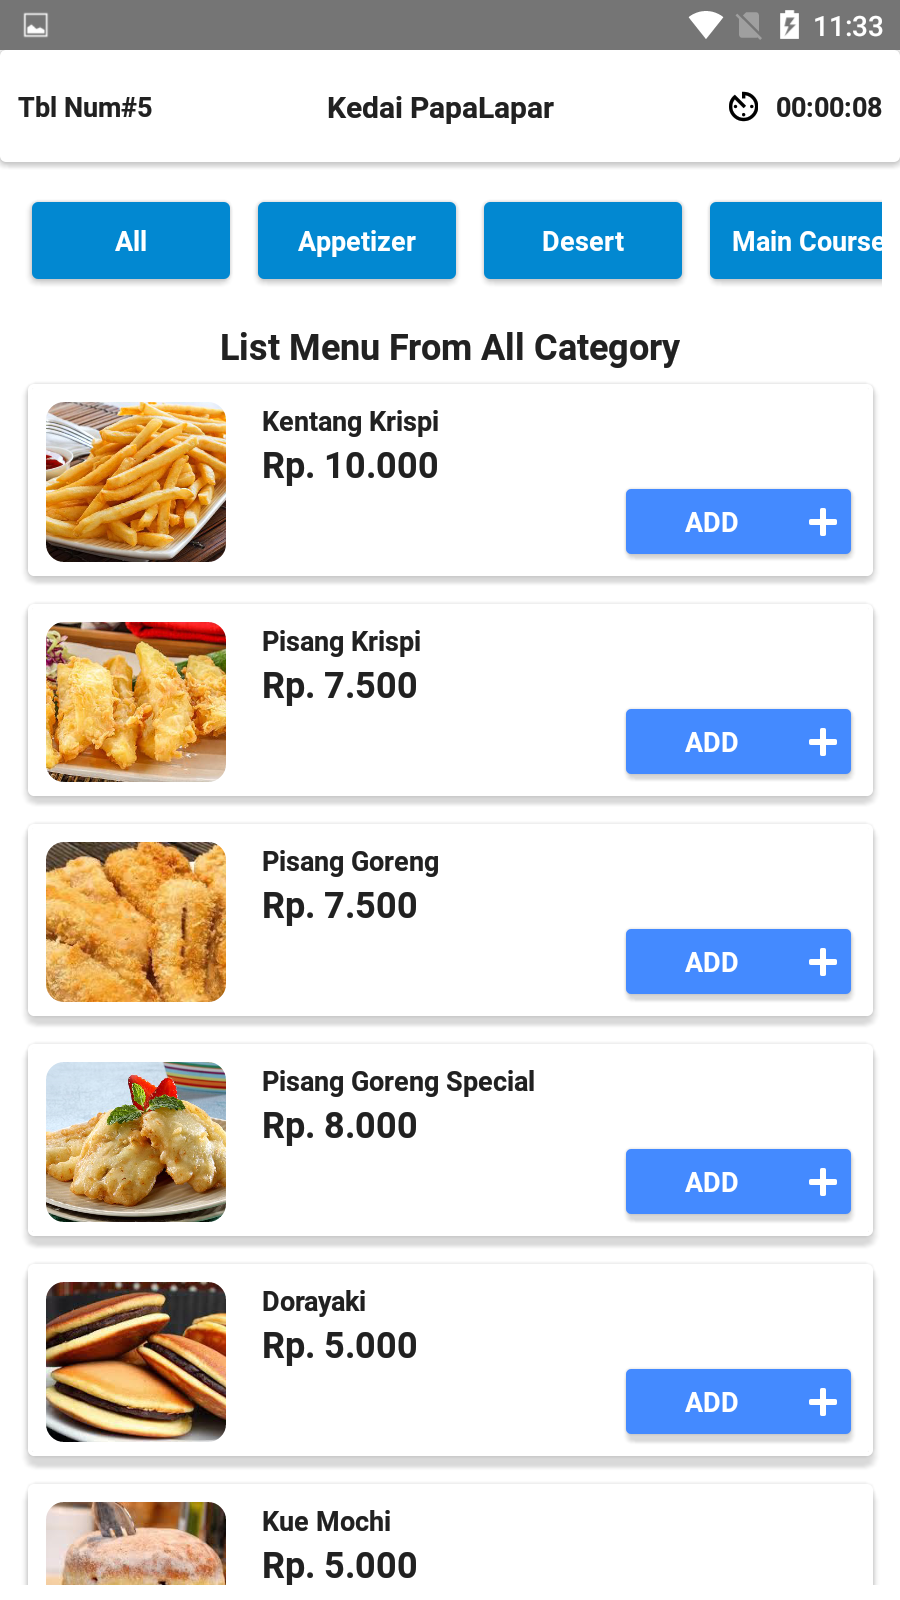 11:33
Tbl Num#5
Kedai PapaLapar
00:00:08
All
Appetizer
Desert
Main Course
List Menu From All Category
Kentang Krispi
Rp. 10.000
ADD
Pisang Krispi
Rp. 7.500
ADD
Pisang Goreng
Rp. 7.500
ADD
Pisang Goreng Special
Rp. 8.000
ADD
Dorayaki
Rp. 5.000
ADD
Kue Mochi
Rp. 5.000